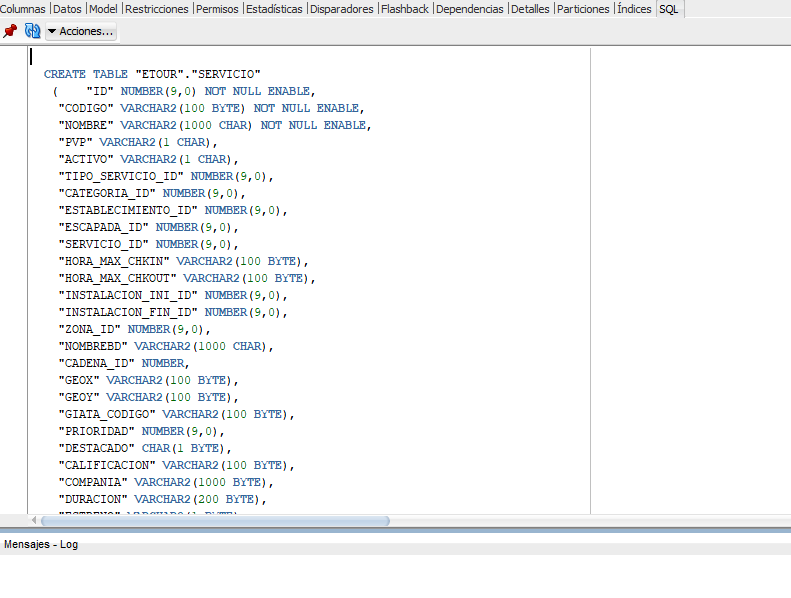 Columnas | Datos | Model | Restricciones | Permisos | Estadísticas | Disparadores | Flashback | Dependencias | Detalles | Particiones | Índices | SQL
Acciones...
CREATE TABLE "ETOUR"."SERVICIO"
( "ID" NUMBER(9,0) NOT NULL ENABLE,
"CODIGO" VARCHAR2(100 BYTE) NOT NULL ENABLE,
"NOMBRE" VARCHAR2(1000 CHAR) NOT NULL ENABLE,
"PVP" VARCHAR2(1 CHAR),
"ACTIVO" VARCHAR2(1 CHAR),
"TIPO_SERVICIO_ID" NUMBER(9,0),
"CATEGORIA_ID" NUMBER(9,0),
"ESTABLECIMIENTO_ID" NUMBER(9,0),
"ESCAPADA_ID" NUMBER(9,0),
"SERVICIO_ID" NUMBER(9,0),
"HORA_MAX_CHKIN" VARCHAR2(100 BYTE),
"HORA_MAX_CHKOUT" VARCHAR2(100 BYTE),
"INSTALACION_INI_ID" NUMBER(9,0),
"INSTALACION_FIN_ID" NUMBER(9,0),
"ZONA_ID" NUMBER(9,0),
"NOMBREBD" VARCHAR2(1000 CHAR),
"CADENA_ID" NUMBER,
"GEOX" VARCHAR2(100 BYTE),
"GEOY" VARCHAR2(100 BYTE),
"GIATA_CODIGO" VARCHAR2(100 BYTE),
"PRIORIDAD" NUMBER(9,0),
"DESTACADO" CHAR(1 BYTE),
"CALIFICACION" VARCHAR2(100 BYTE),
"COMPANIA" VARCHAR2(1000 BYTE),
"DURACION" VARCHAR2(200 BYTE),
Mensajes - Log